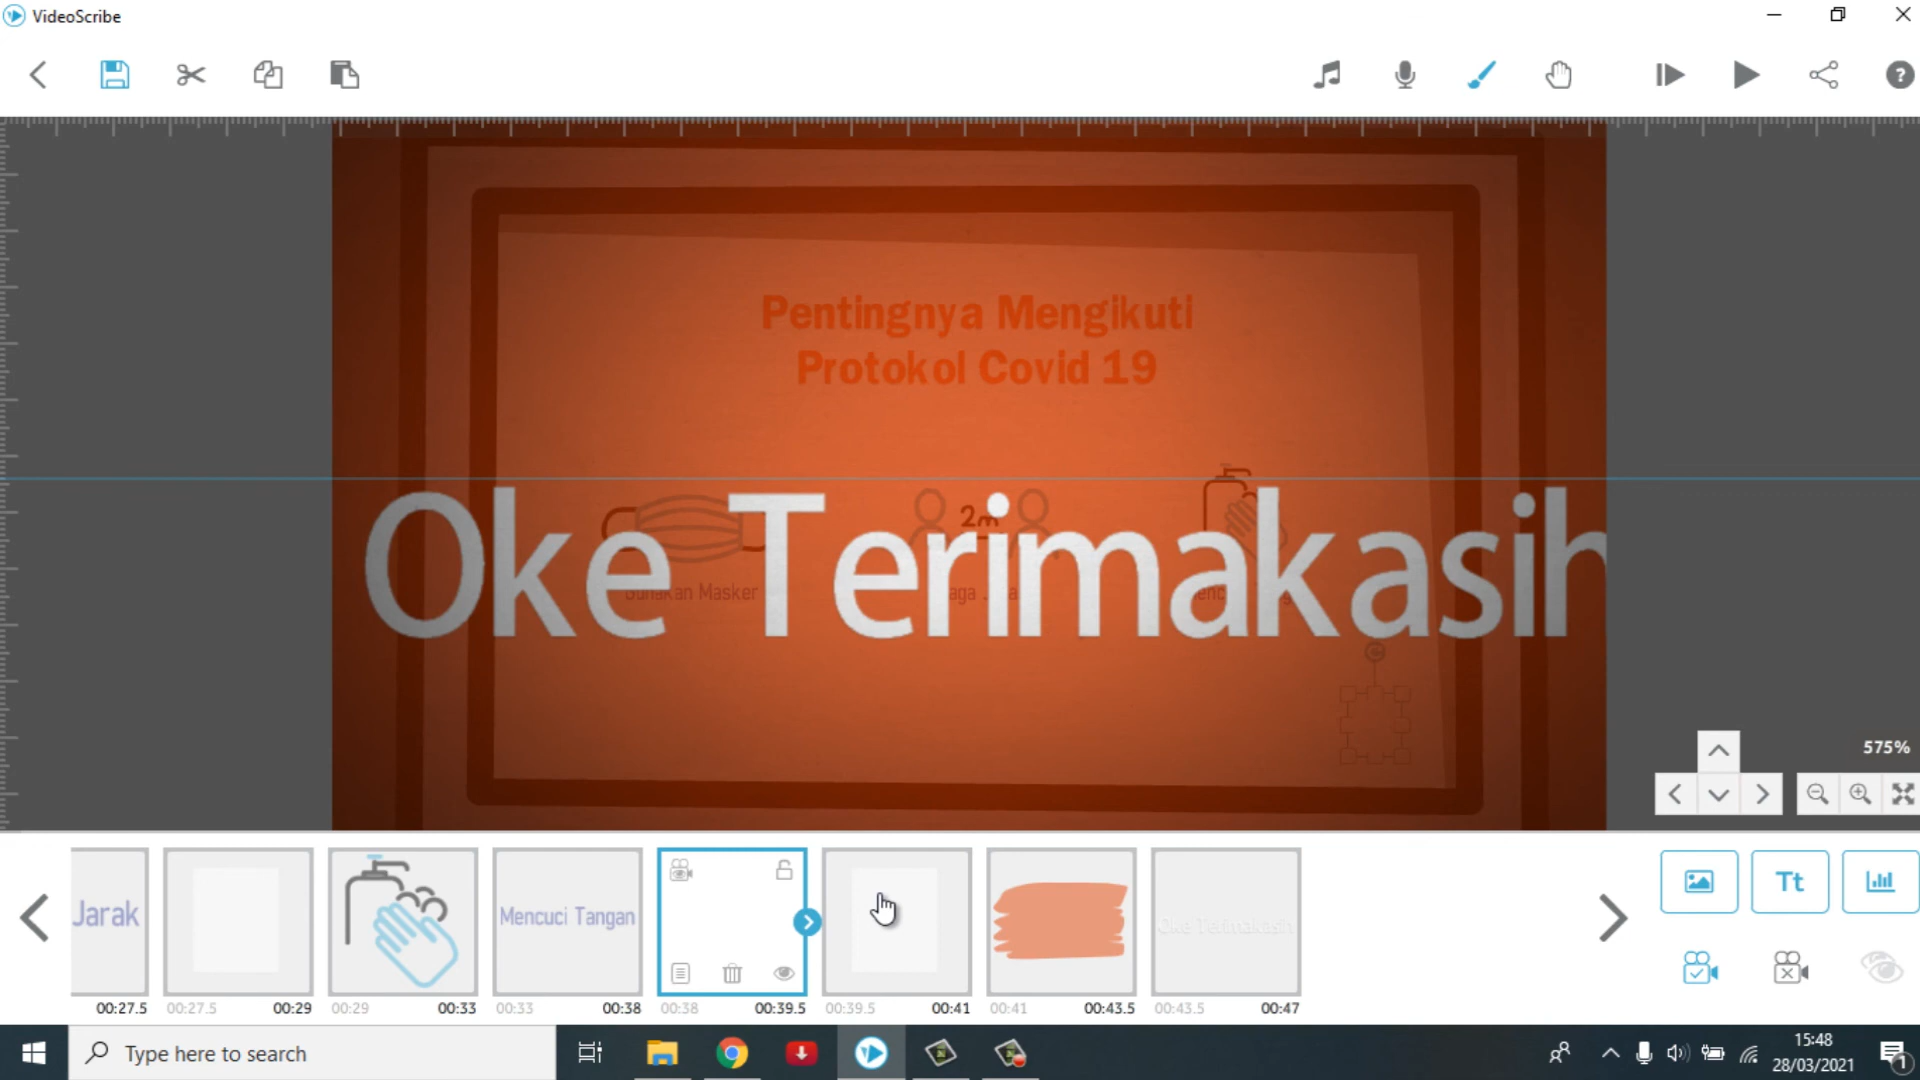 VideoScribe
Pentingnya Mengikuti
Protokol Covid 19
2m
Oke Terimakasih
Gunakan Masker
575%
Jarak
Mencuci Tangan
Oke Terimakasih
Tt
00:27.5
00:27.5 00:29
00:29 00:33
00:33 00:38
00:38 00:39.5
00:39.5 00:41
00:41 00:43.5
00:43.5 00:47
Type here to search
15:48
28/03/2021
1